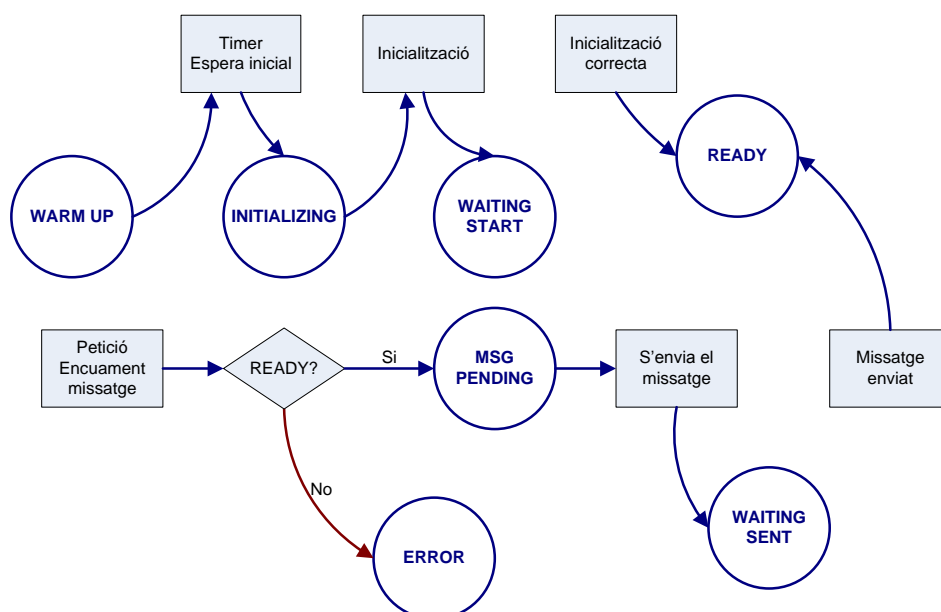 Timer
Espera inicial
Inicialització
Inicialització
correcta
WARM UP
INITIALIZING
WAITING
START
READY
Petició
Encuament
missatge
READY?
Si
MSG
PENDING
S'envia el
missatge
Missatge
enviat
No
ERROR
WAITING
SENT